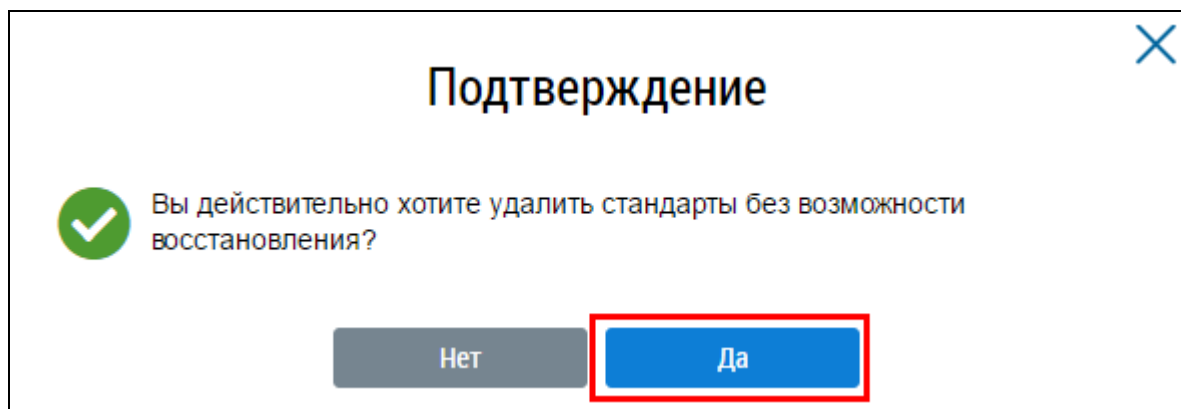 Подтверждение
Вы действительно хотите удалить стандарты без возможности
восстановления?
Нет
Да